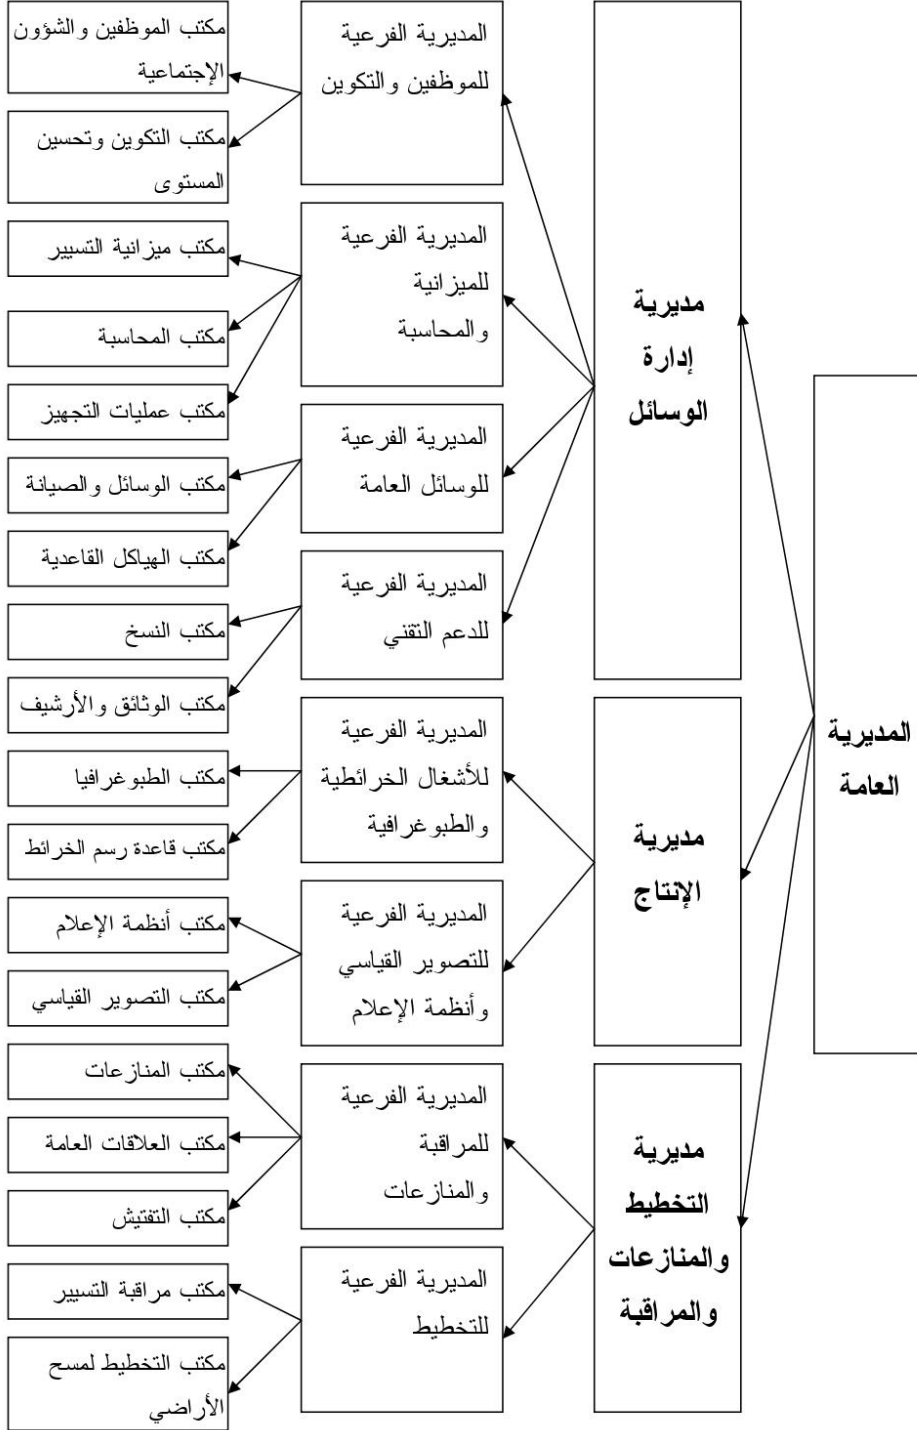 المديرية
العامة
مديرية
إدارة
الوسائل
المديرية الفرعية
للموظفين والتكوين
مكتب الموظفين والشؤون
الإجتماعية
مكتب التكوين وتحسين
المستوى
المديرية الفرعية
للميزانية
والمحاسبة
مكتب ميزانية التسيير
مكتب المحاسبة
مكتب عمليات التجهيز
المديرية الفرعية
للوسائل العامة
مكتب الوسائل والصيانة
مكتب الهياكل القاعدية
المديرية الفرعية
للدعم التقني
مكتب النسخ
مكتب الوثائق والأرشيف
مديرية
الإنتاج
المديرية الفرعية
للأشغال الخرائطية
والطبوغرافية
مكتب الطبوغرافيا
مكتب قاعدة رسم الخرائط
المديرية الفرعية
للتصوير القياسي
وأنظمة الإعلام
مكتب أنظمة الإعلام
مكتب التصوير القياسي
مديرية
التخطيط
والمنازعات
والمراقبة
المديرية الفرعية
للمراقبة
والمنازعات
مكتب المنازعات
مكتب العلاقات العامة
مكتب التفتيش
المديرية الفرعية
للتخطيط
مكتب مراقبة التسيير
مكتب التخطيط لمسح
الأراضي